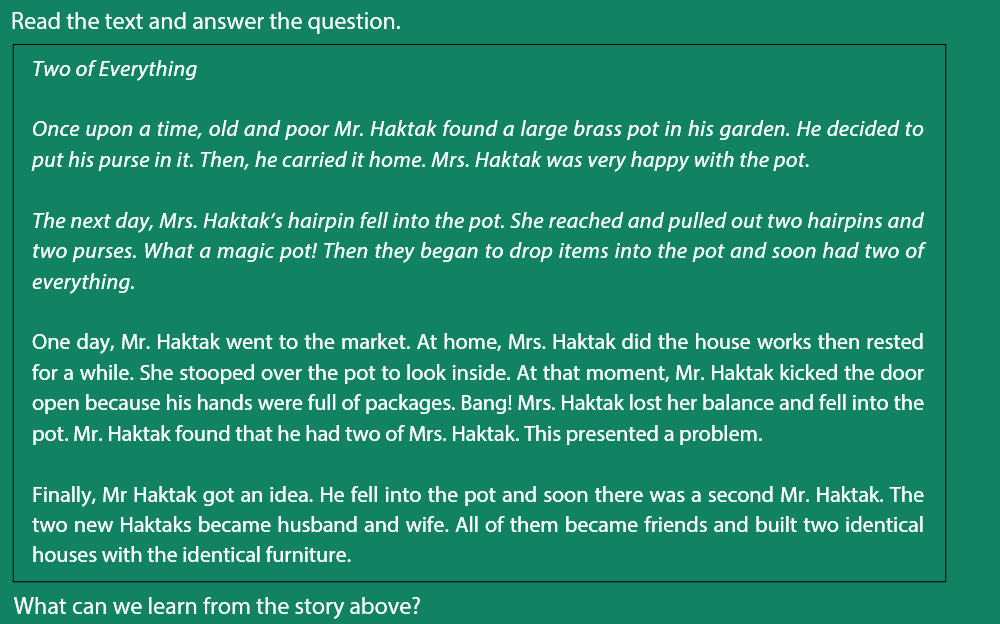 Read the text and answer the question.
Two of Everything
Once upon a time, old and poor Mr. Haktak found a large brass pot in his garden. He decided to
put his purse in it. Then, he carried it home. Mrs. Haktak was very happy with the pot.
The next day, Mrs. Haktak's hairpin fell into the pot. She reached and pulled out two hairpins and
two purses. What a magic pot! Then they began to drop items into the pot and soon had two of
everything.
One day, Mr. Haktak went to the market. At home, Mrs. Haktak did the house works then rested
for a while. She stooped over the pot to look inside. At that moment, Mr. Haktak kicked the door
open because his hands were full of packages. Bang! Mrs. Haktak lost her balance and fell into the
pot. Mr. Haktak found that he had two of Mrs. Haktak. This presented a problem.
Finally, Mr Haktak got an idea. He fell into the pot and soon there was a second Mr. Haktak. The
two new Haktaks became husband and wife. All of them became friends and built two identical
houses with the identical furniture.
What can we learn from the story above?